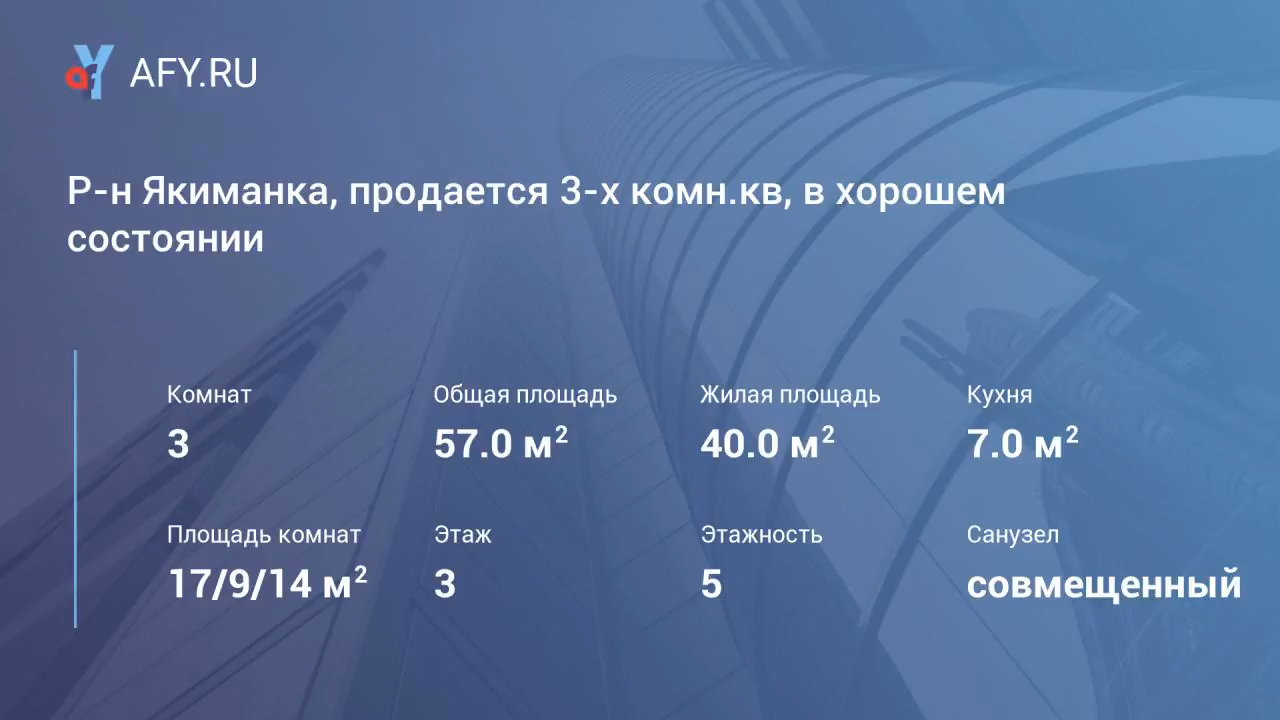 AFY.RU
Р-н Якиманка, продается 3-х комн.кв, в хорошем
состоянии
Комнат
3
Общая площадь
57.0 м²
Жилая площадь
40.0 м²
Кухня
7.0 м²
Площадь комнат
17/9/14 м²
Этаж
3
Этажность
5
Санузел
совмещенный